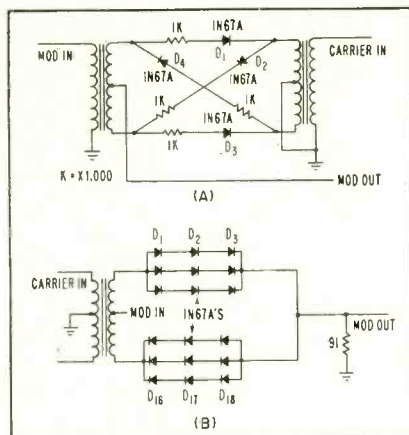 1K
IN67A
MOD IN
CARRIER IN
D1
D4
D2
IN67A
IN67A
1K
1K
IN67A
1K
D3
K = X1,000
MOD OUT
(A)
D1 D2 D3
CARRIER IN
MOD IN
IN67A'S
MOD OUT
91
D16 D17 D18
(B)